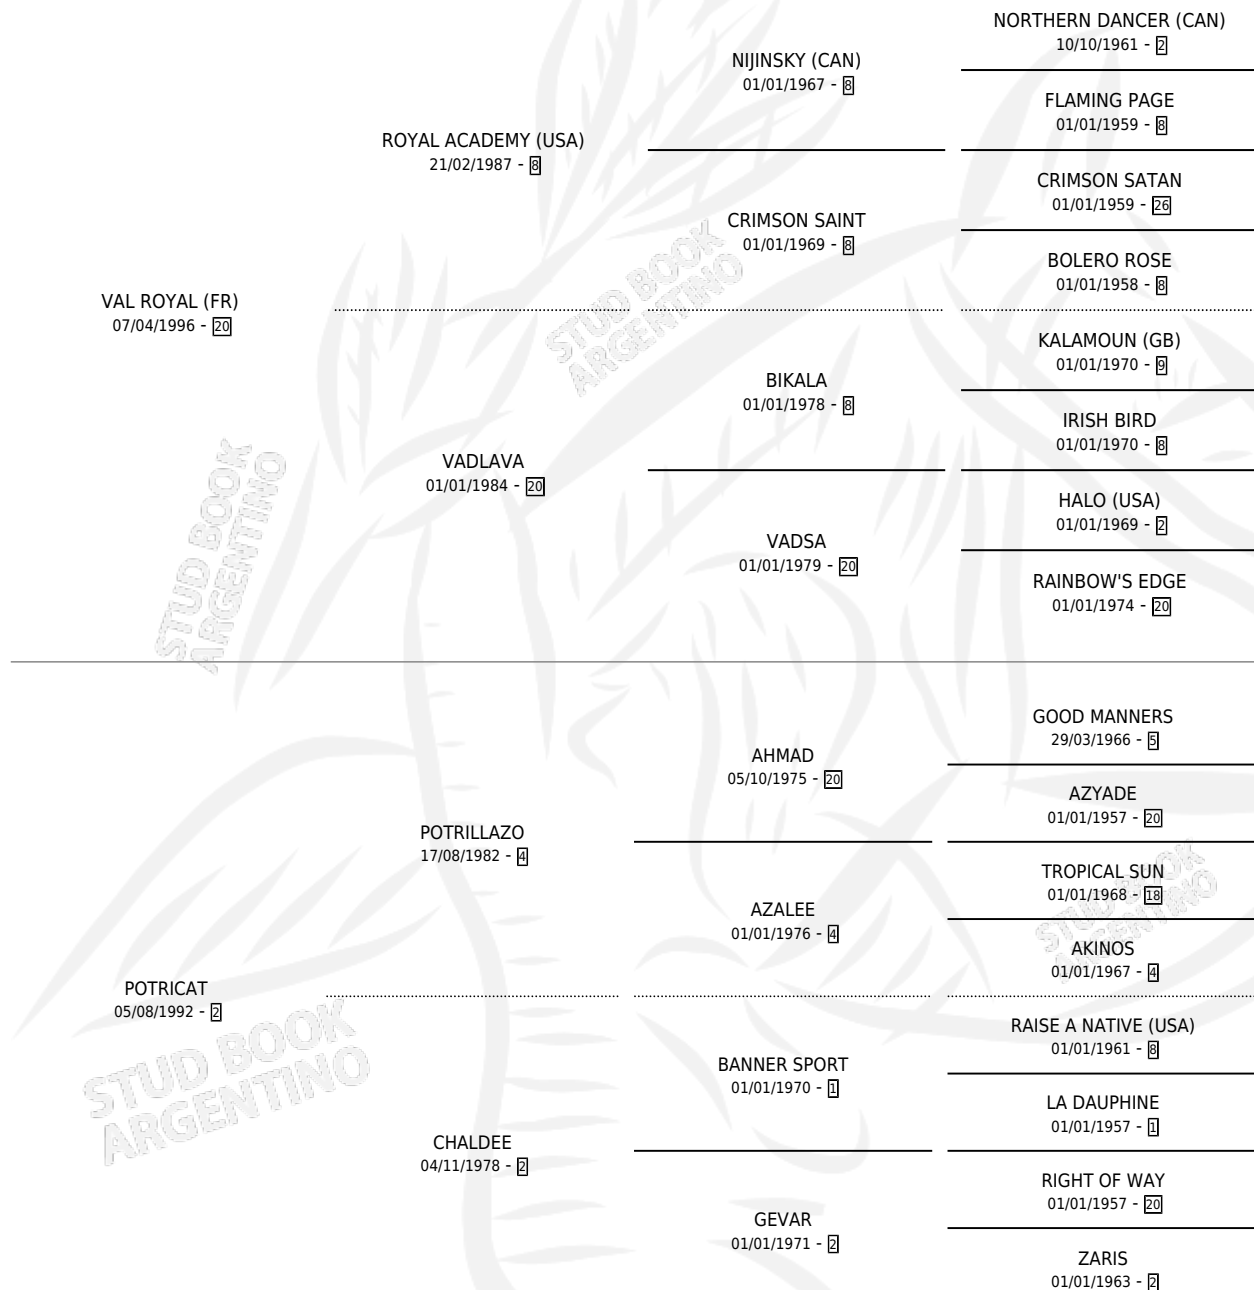 NORTHERN DANCER (CAN)
10/10/1961 - 2
NIJINSKY (CAN)
01/01/1967 - 8
FLAMING PAGE
01/01/1959 - 8
ROYAL ACADEMY (USA)
21/02/1987 - 8
CRIMSON SATAN
01/01/1959 - 26
CRIMSON SAINT
01/01/1969 - 8
BOLERO ROSE
01/01/1958 - 8
VAL ROYAL (FR)
07/04/1996 - 20
KALAMOUN (GB)
01/01/1970 - 9
BIKALA
01/01/1978 - 8
IRISH BIRD
01/01/1970 - 8
VADLAVA
01/01/1984 - 20
HALO (USA)
01/01/1969 - 2
VADSA
01/01/1979 - 20
RAINBOW'S EDGE
01/01/1974 - 20
STUD BOOK
ARGENTINO
STUD BOOK
ARGENTINO
GOOD MANNERS
29/03/1966 - 5
AHMAD
05/10/1975 - 20
AZYADE
01/01/1957 - 20
POTRILLAZO
17/08/1982 - 4
TROPICAL SUN
01/01/1968 - 18
AZALEE
01/01/1976 - 4
AKINOS
01/01/1967 - 4
POTRICAT
05/08/1992 - 2
RAISE A NATIVE (USA)
01/01/1961 - 8
BANNER SPORT
01/01/1970 - 1
LA DAUPHINE
01/01/1957 - 1
CHALDEE
04/11/1978 - 2
RIGHT OF WAY
01/01/1957 - 20
GEVAR
01/01/1971 - 2
ZARIS
01/01/1963 - 2
STUD BOOK
ARGENTINO
STUD BOOK
ARGENTINO